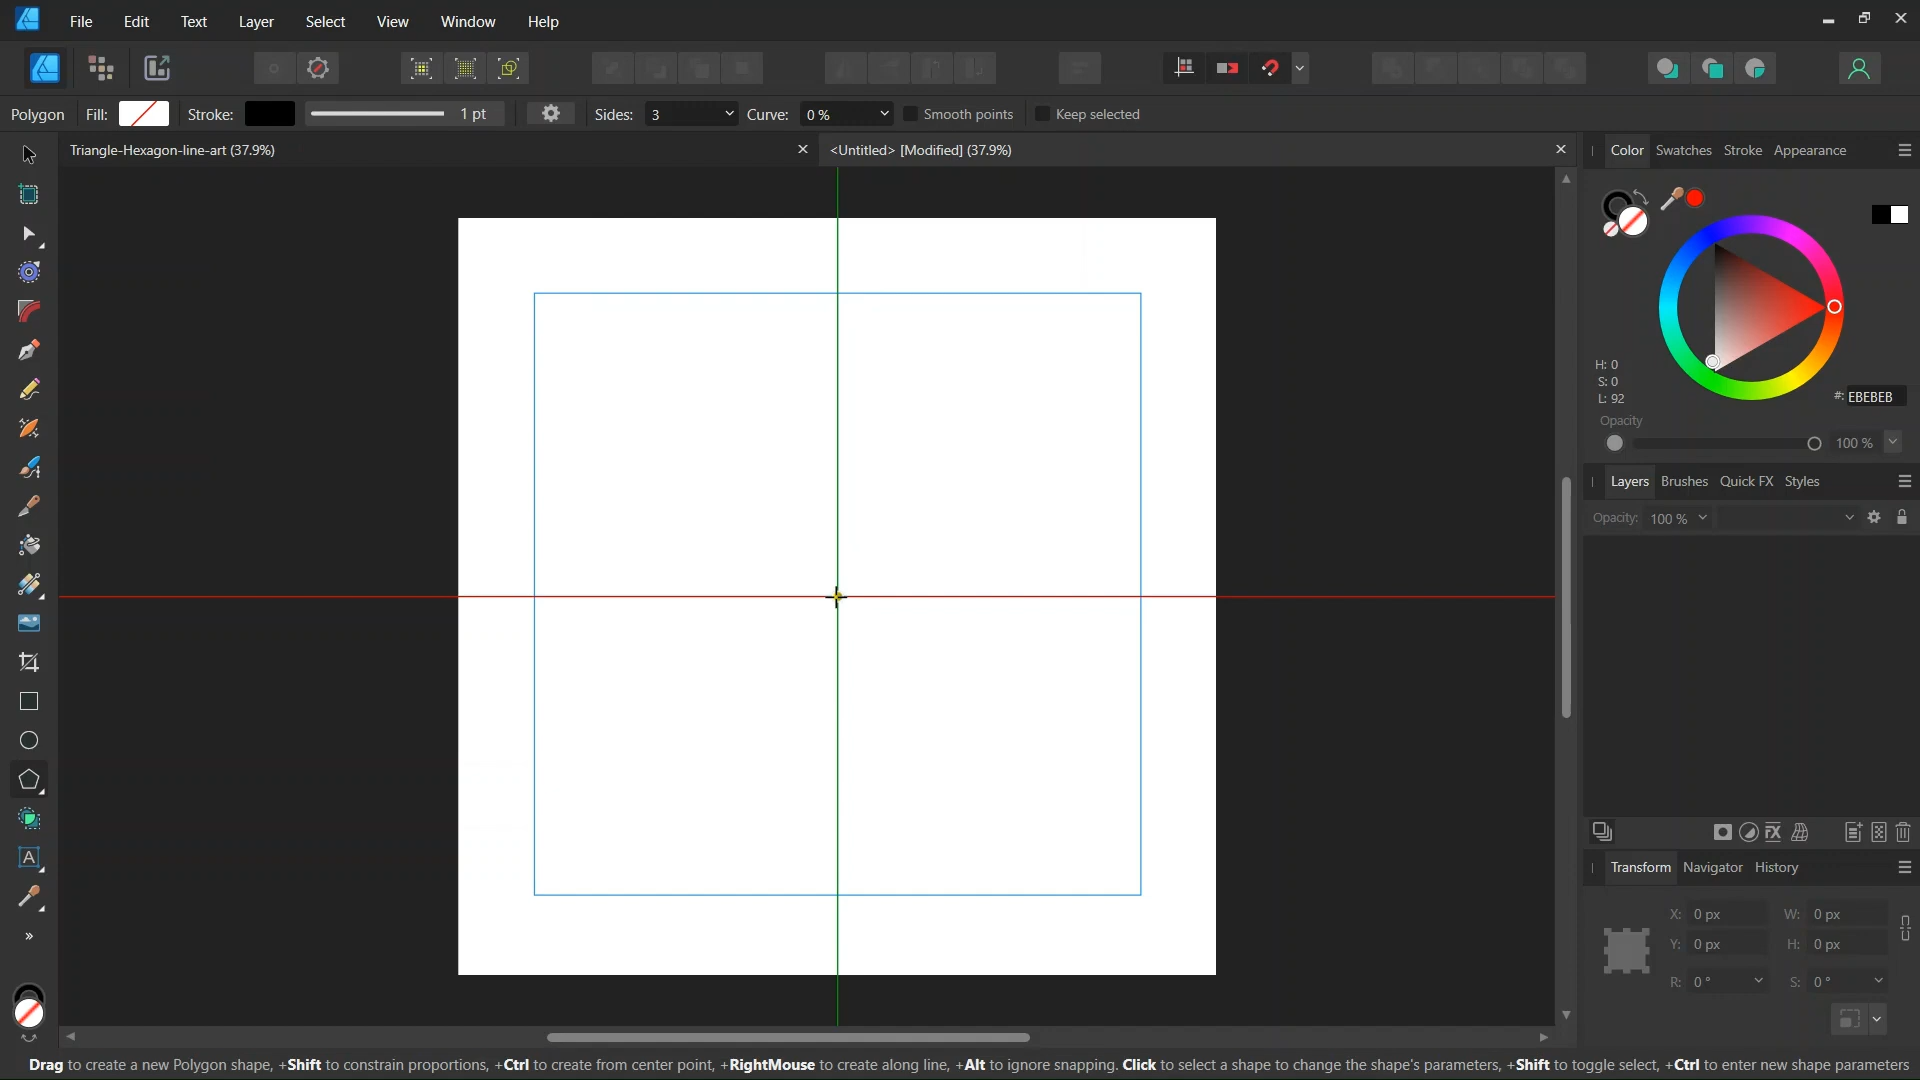 File Edit Text Layer Select View Window Help
Polygon Fill: Stroke: 1 pt Sides: 3 Curve: 0 % Smooth points Keep selected
Triangle-Hexagon-line-art (37.9%)
<Untitled> [Modified] (37.9%)
Color Swatches Stroke Appearance
H: 0
S: 0
L: 92
#: EBEBEB
Opacity
100 %
Layers Brushes Quick FX Styles
Opacity: 100 %
Transform Navigator History
X: 0 px W: 0 px
Y: 0 px H: 0 px
R: 0 ° S: 0 °
Drag to create a new Polygon shape, +Shift to constrain proportions, +Ctrl to create from center point, +RightMouse to create along line, +Alt to ignore snapping. Click to select a shape to change the shape's parameters, +Shift to toggle select, +Ctrl to enter new shape parameters